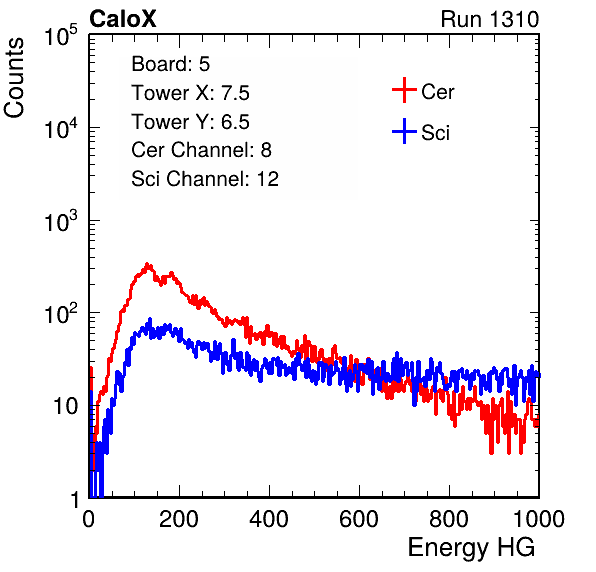 CaloX
Run 1310
Counts
10^5
10^4
10^3
10^2
10
1
Board: 5
Tower X: 7.5
Tower Y: 6.5
Cer Channel: 8
Sci Channel: 12
Cer
Sci
0 200 400 600 800 1000
Energy HG